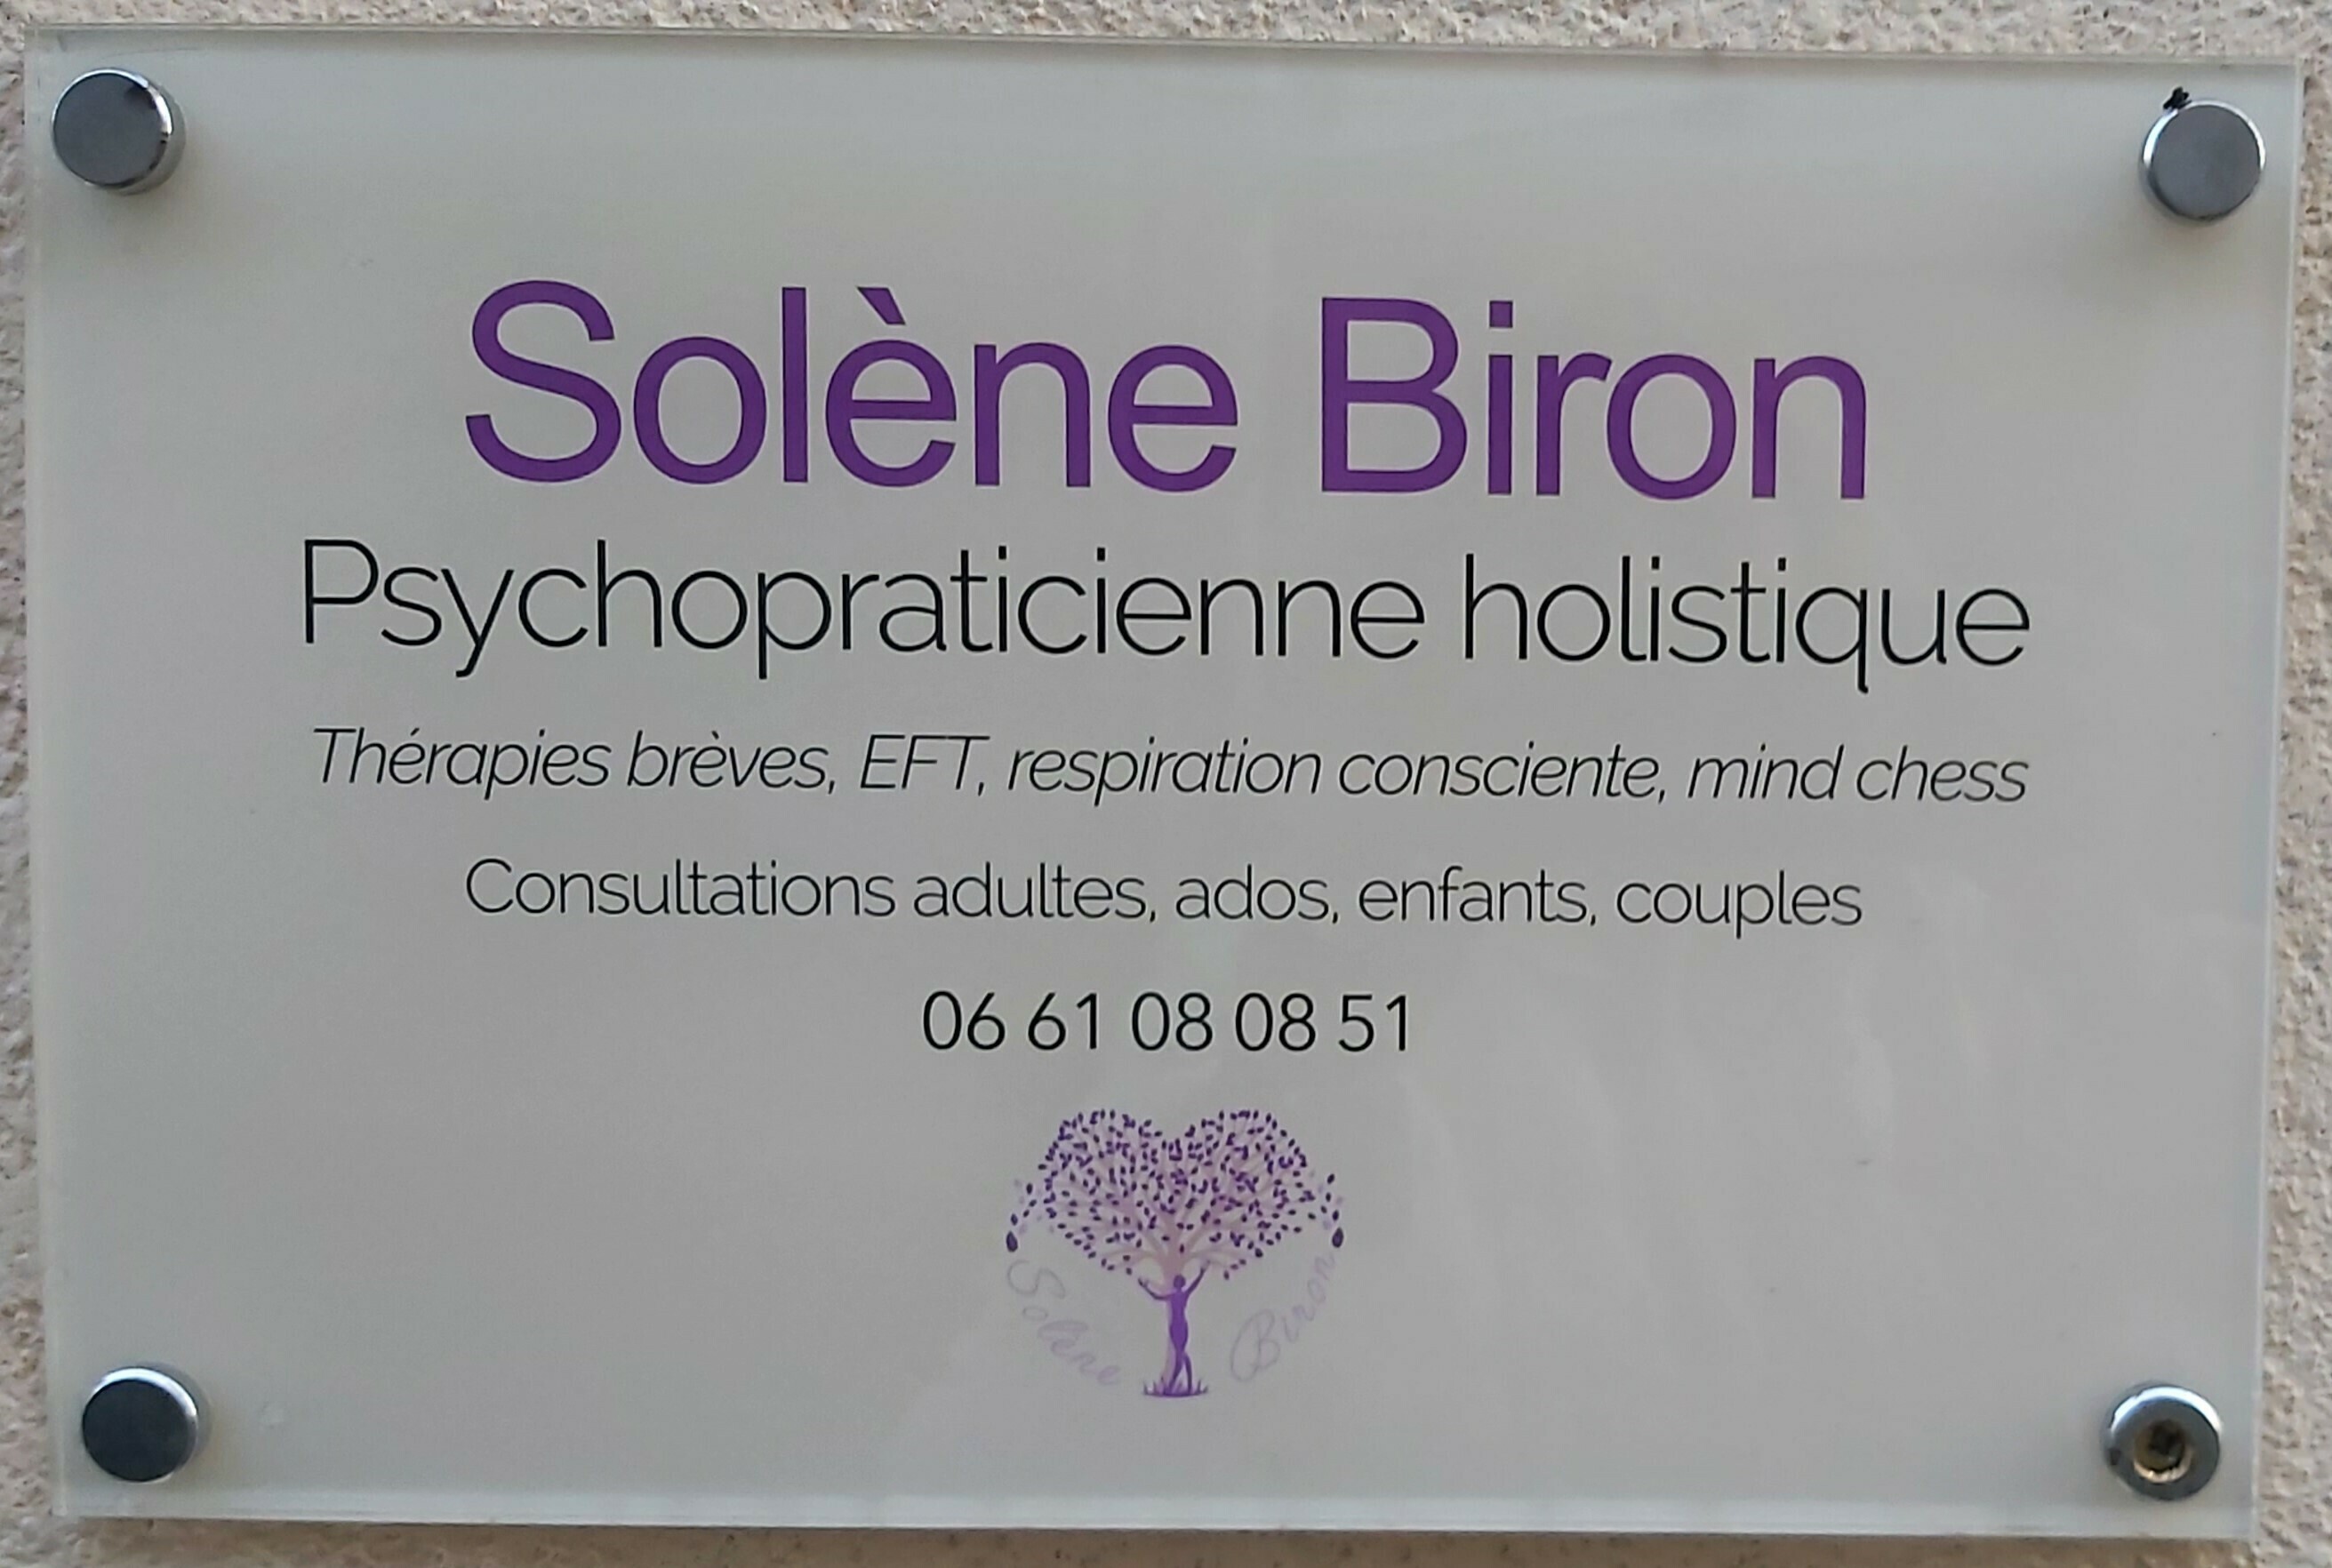 Solène Biron
Psychopraticienne holistique
Thérapies brèves, EFT, respiration consciente, mind chess
Consultations adultes, ados, enfants, couples
06 61 08 08 51
Solène Biron